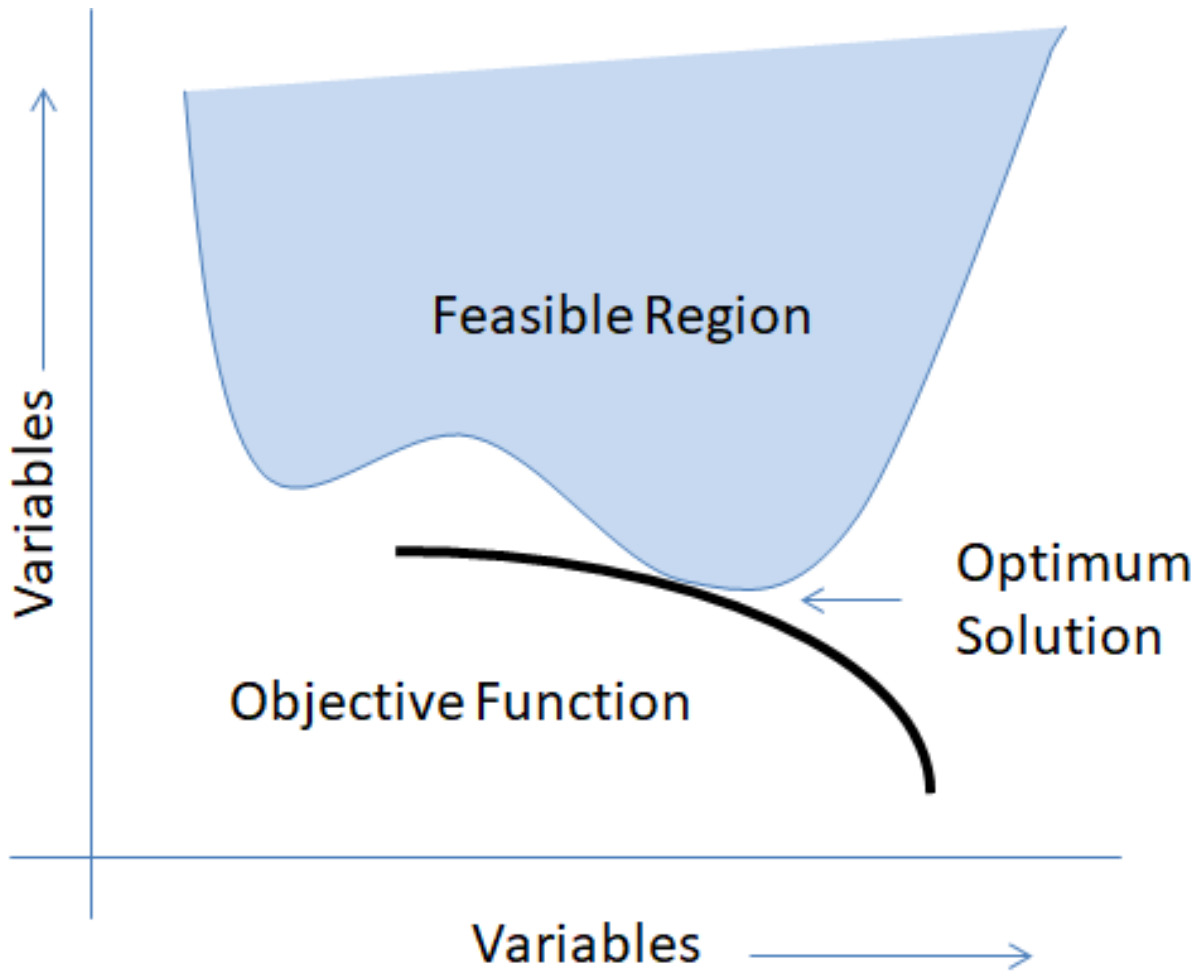 Feasible Region
Variables
Optimum
Solution
Objective Function
Variables